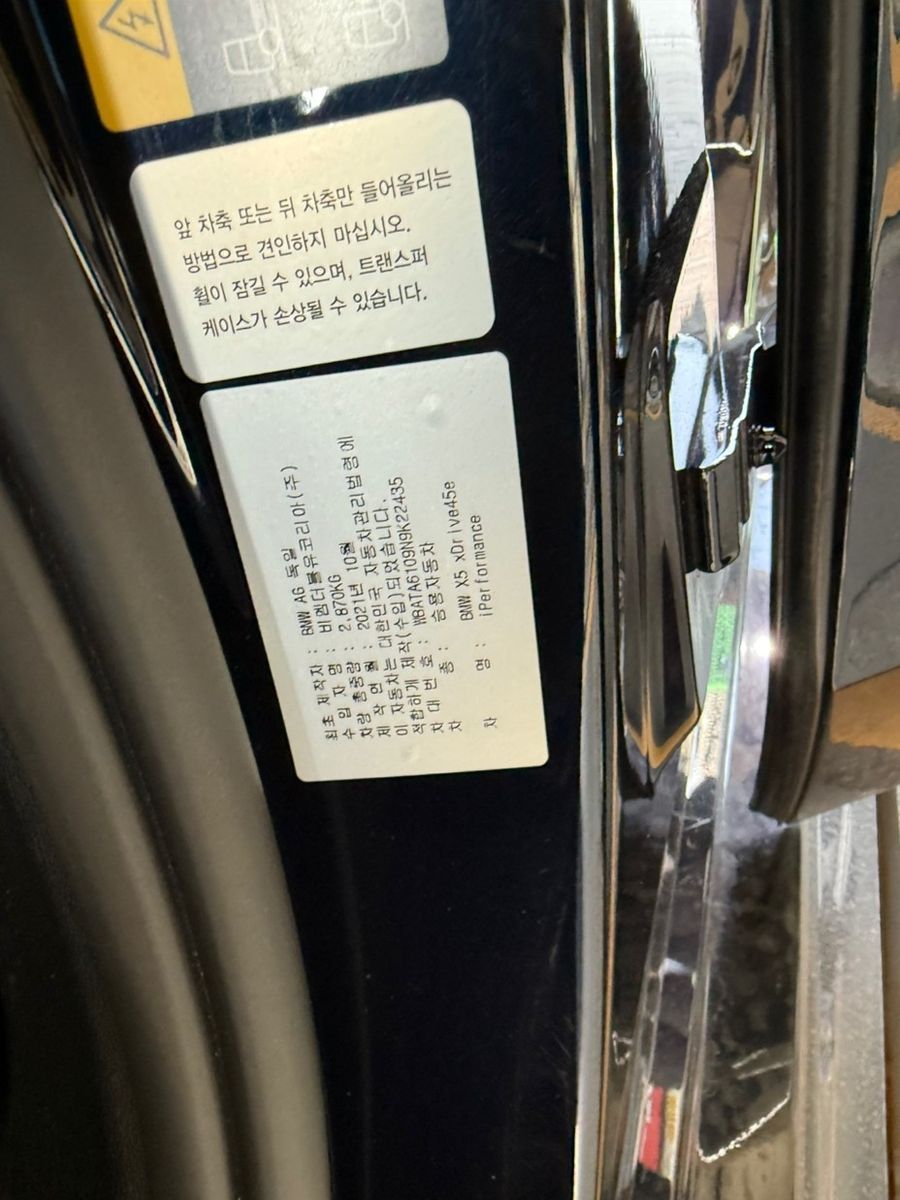 앞 차축 또는 뒤 차축만 들어올리는
방법으로 견인하지 마십시오.
휠이 잠길 수 있으며, 트랜스퍼
케이스가 손상될 수 있습니다.
최초 제작자 : BMW AG 독일
수 입 자 명 : 비엠더블유코리아(주)
차량 총중량 : 2,870KG
제 작 연 월 : 2021년 10월
이 자동차는 대한민국 자동차관리법령에
적합하게 제작(수입)되었습니다.
차 대 번 호 : WBATA6109N9K22435
차 종 : 승용자동차
차 명 : BMW X5 xDrive45e
iPerformance